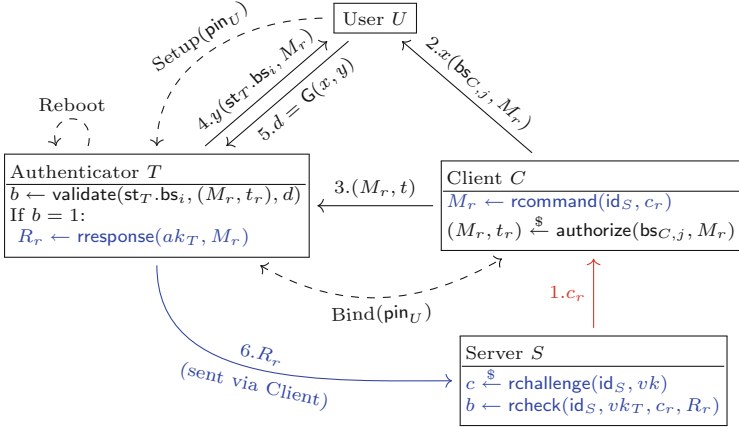 User U
Setup(pin_U)
4.y(st_T.bs_i, M_r)
5.d = G(x, y)
2.x(bs_{C,j}, M_r)
Reboot
Authenticator T
b ← validate(st_T.bs_i, (M_r, t_r), d)
If b = 1:
R_r ← rresponse(ak_T, M_r)
3.(M_r, t)
Client C
M_r ← rcommand(id_S, c_r)
(M_r, t_r) ←$ authorize(bs_{C,j}, M_r)
Bind(pin_U)
1.c_r
6.R_r
(sent via Client)
Server S
c ←$ rchallenge(id_S, vk)
b ← rcheck(id_S, vk_T, c_r, R_r)